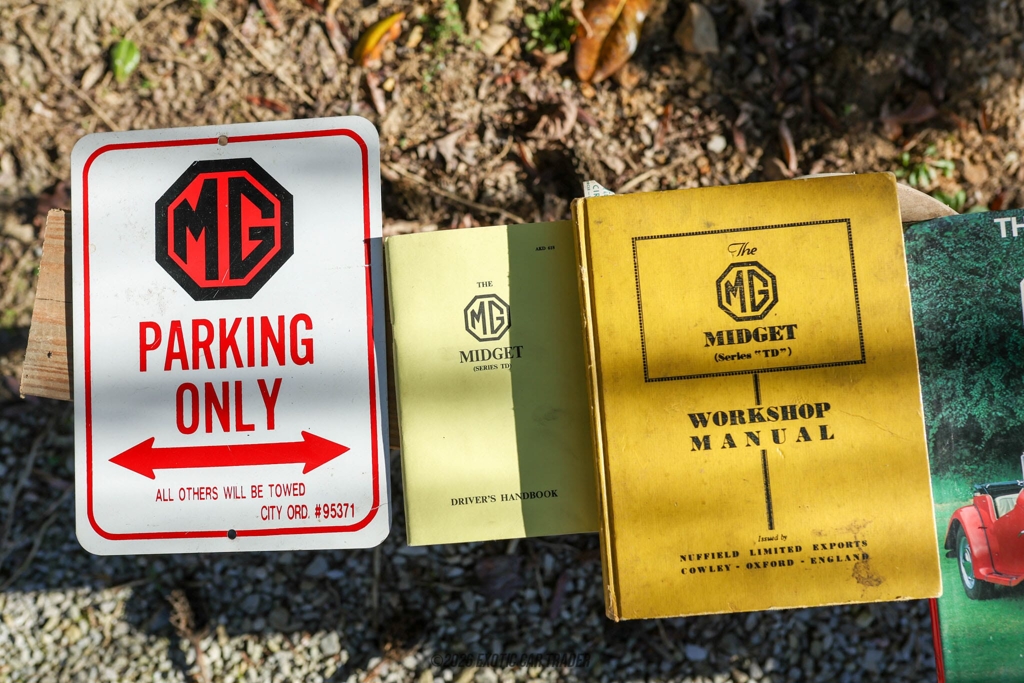 MG
PARKING
ONLY
ALL OTHERS WILL BE TOWED
CITY ORD. #95371
THE
MG
MIDGET
(SERIES TD)
DRIVER'S HANDBOOK
The
MG
MIDGET
(Series "TD")
WORKSHOP
MANUAL
Issued by
NUFFIELD LIMITED EXPORTS
COWLEY · OXFORD · ENGLAND
TH